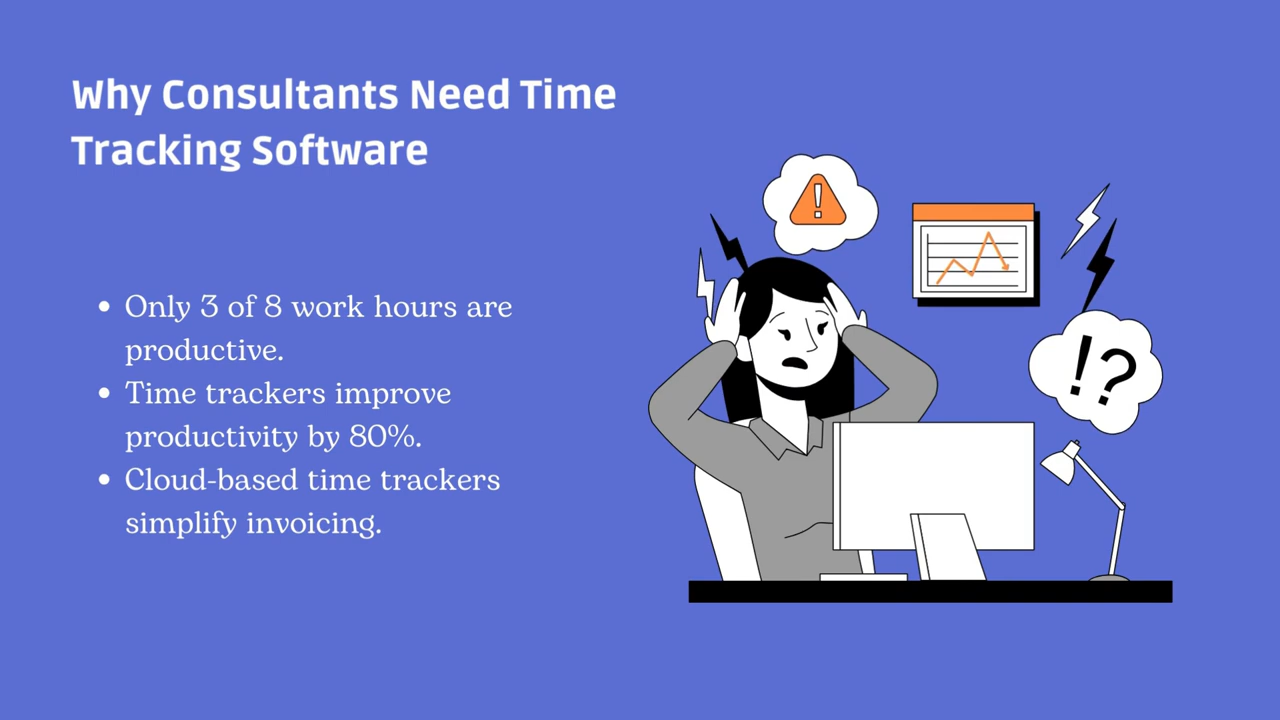 Why Consultants Need Time
Tracking Software
• Only 3 of 8 work hours are
productive.
• Time trackers improve
productivity by 80%.
• Cloud-based time trackers
simplify invoicing.
!
!?